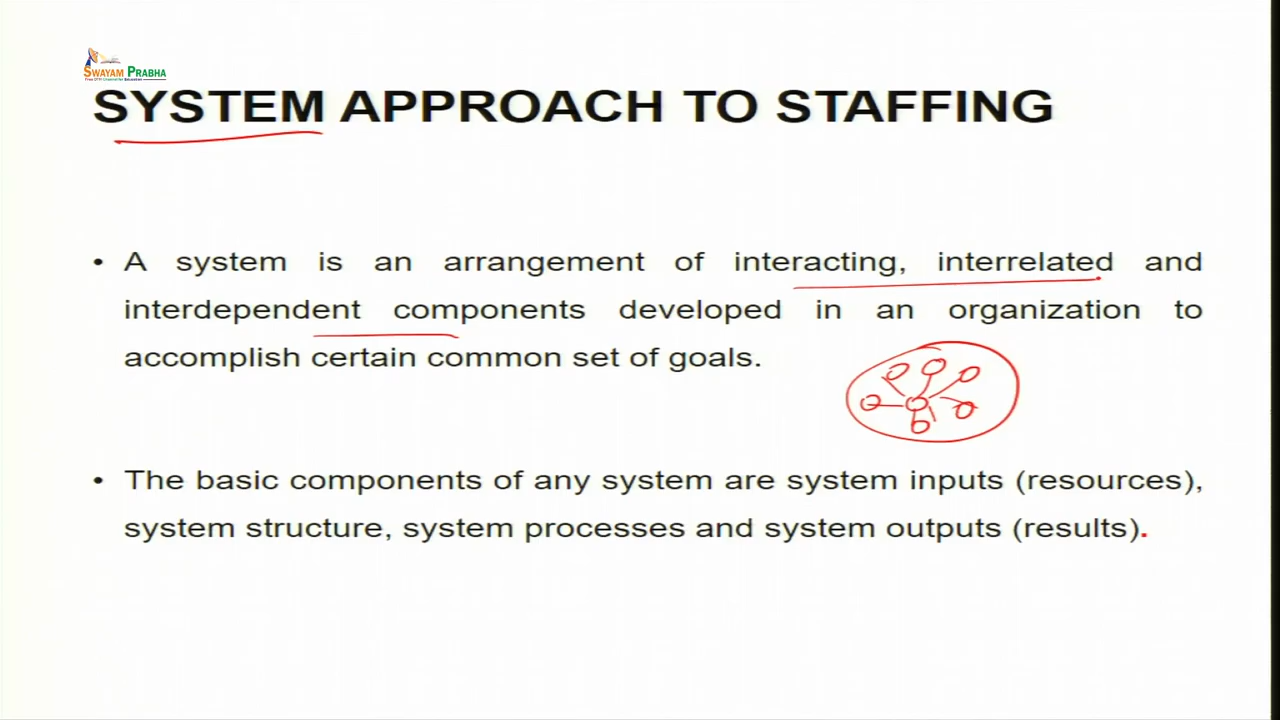 SWAYAM PRABHA
SYSTEM APPROACH TO STAFFING
• A system is an arrangement of interacting, interrelated and
interdependent components developed in an organization to
accomplish certain common set of goals.
• The basic components of any system are system inputs (resources),
system structure, system processes and system outputs (results).